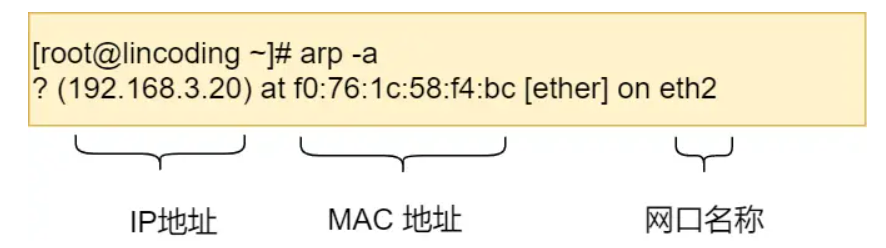 [root@lincoding ~]# arp -a
? (192.168.3.20) at f0:76:1c:58:f4:bc [ether] on eth2
IP地址 MAC 地址 网口名称